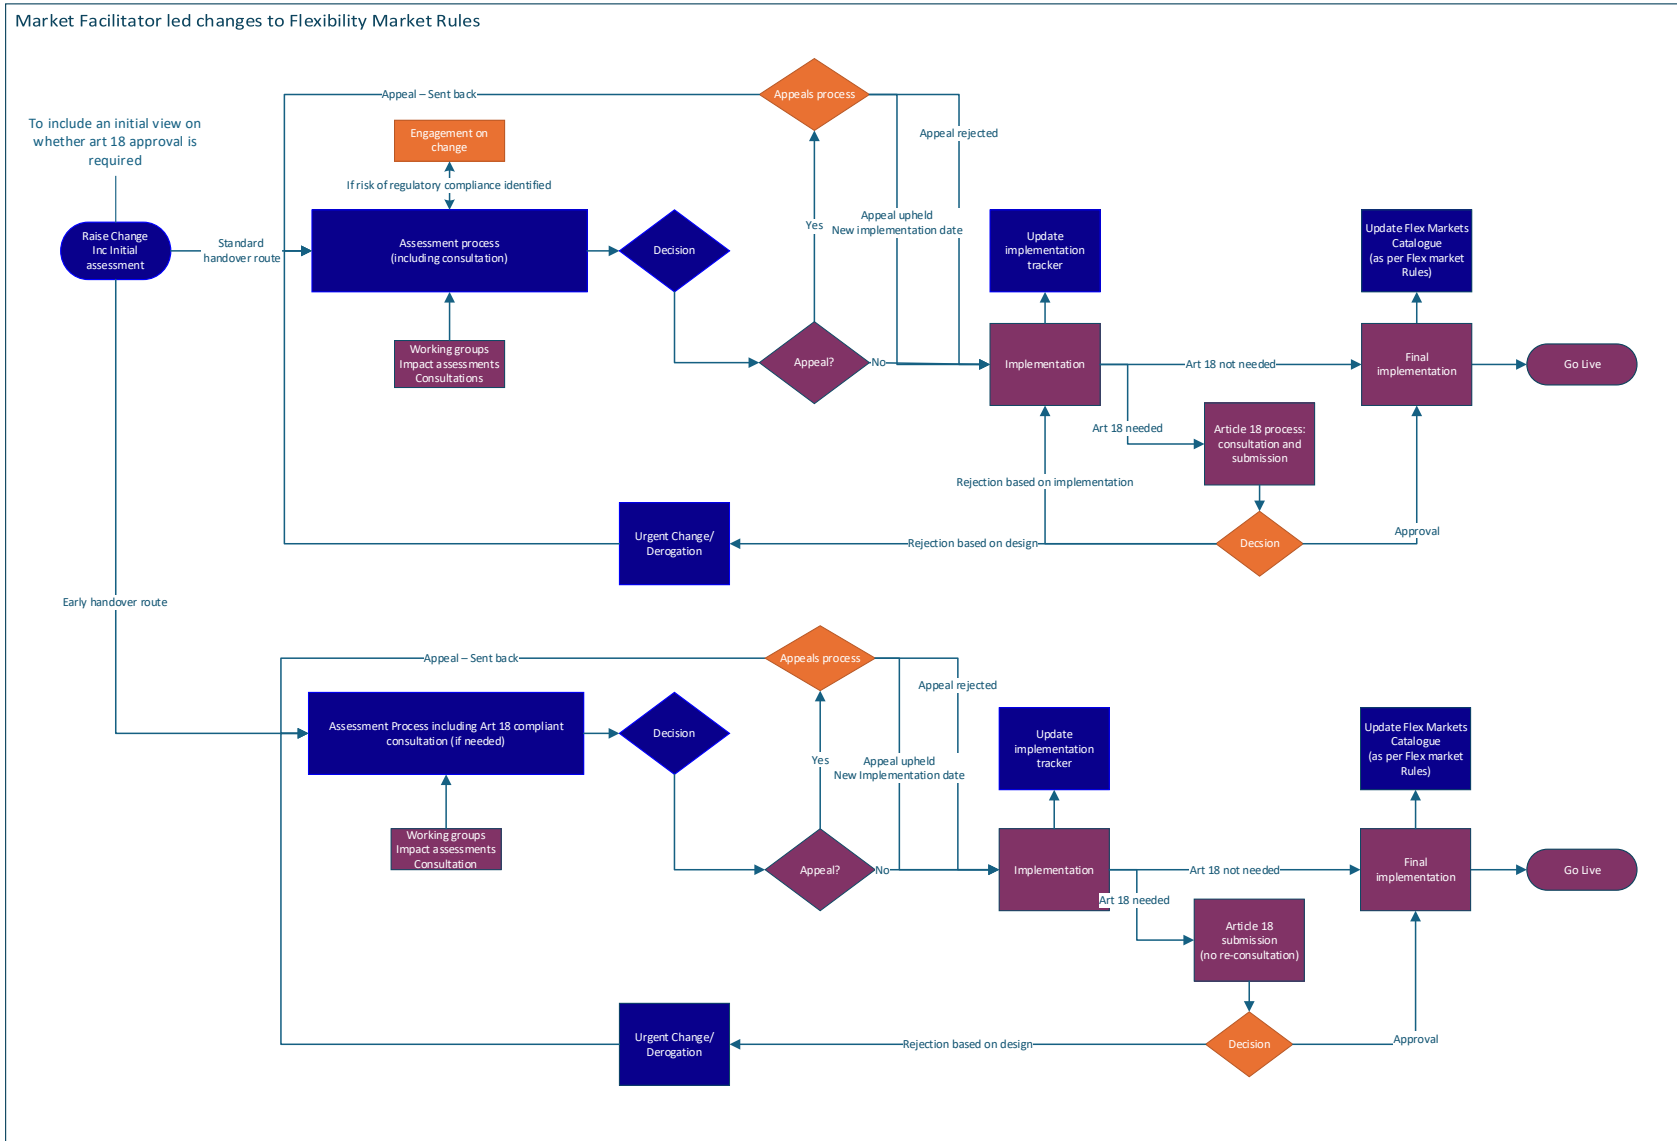 Market Facilitator led changes to Flexibility Market Rules
To include an initial view on
whether art 18 approval is
required
Raise Change
Inc Initial
assessment
Standard
handover route
Early handover route
Appeal – Sent back
Engagement on
change
If risk of regulatory compliance identified
Assessment process
(including consultation)
Working groups
Impact assessments
Consultations
Decision
Appeals process
Yes
Appeal?
No
Appeal rejected
Appeal upheld
New implementation date
Update
implementation
tracker
Implementation
Art 18 not needed
Art 18 needed
Article 18 process:
consultation and
submission
Decsion
Rejection based on implementation
Rejection based on design
Urgent Change/
Derogation
Approval
Update Flex Markets
Catalogue
(as per Flex market
Rules)
Final
implementation
Go Live
Appeal – Sent back
Assessment Process including Art 18 compliant
consultation (if needed)
Working groups
Impact assessments
Consultation
Decision
Appeals process
Yes
Appeal?
No
Appeal rejected
Appeal upheld
New Implementation date
Update
implementation
tracker
Implementation
Art 18 not needed
Art 18 needed
Article 18
submission
(no re-consultation)
Decision
Rejection based on design
Urgent Change/
Derogation
Approval
Update Flex Markets
Catalogue
(as per Flex market
Rules)
Final
implementation
Go Live